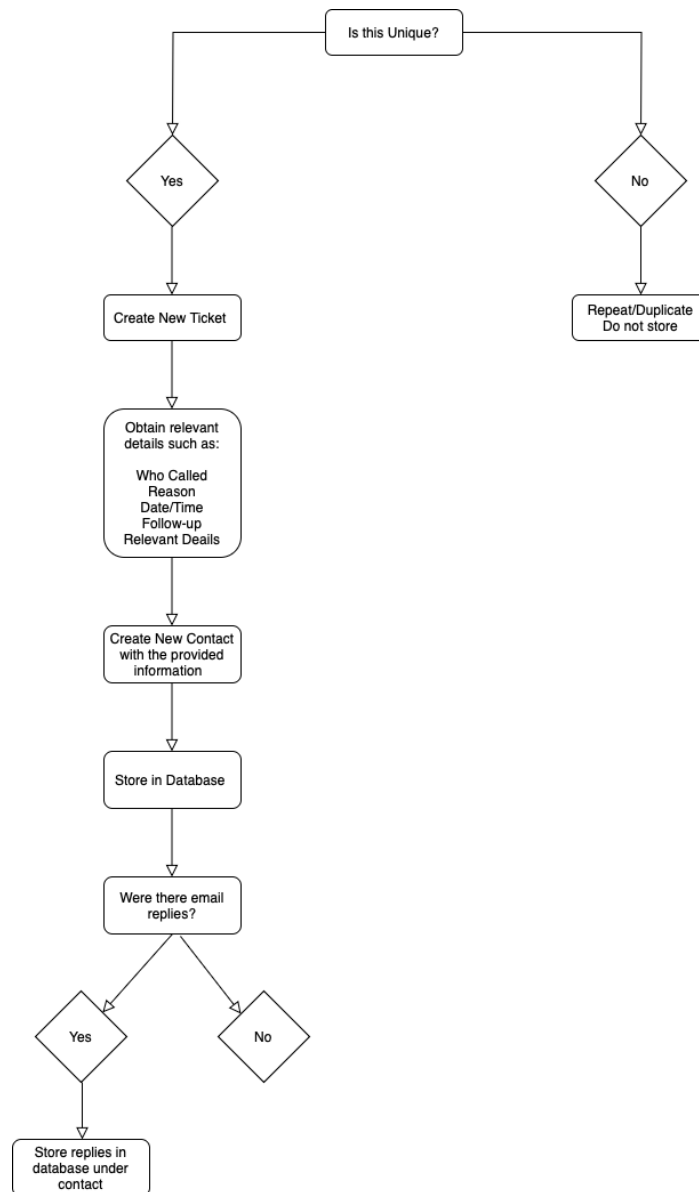 Is this Unique?
Yes
No
Create New Ticket
Repeat/Duplicate
Do not store
Obtain relevant
details such as:
Who Called
Reason
Date/Time
Follow-up
Relevant Deails
Create New Contact
with the provided
information
Store in Database
Were there email
replies?
Yes
No
Store replies in
database under
contact